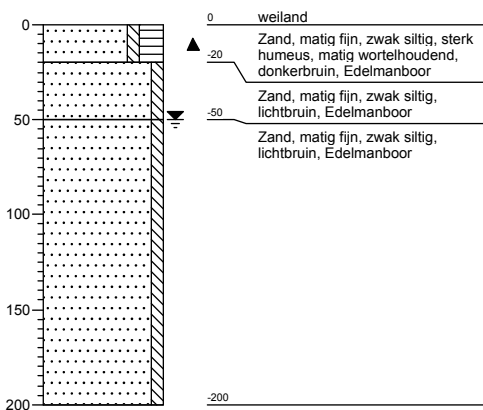 0
0
weiland
Zand, matig fijn, zwak siltig, sterk
humeus, matig wortelhoudend,
donkerbruin, Edelmanboor
-20
Zand, matig fijn, zwak siltig,
lichtbruin, Edelmanboor
50
-50
Zand, matig fijn, zwak siltig,
lichtbruin, Edelmanboor
100
150
200
-200